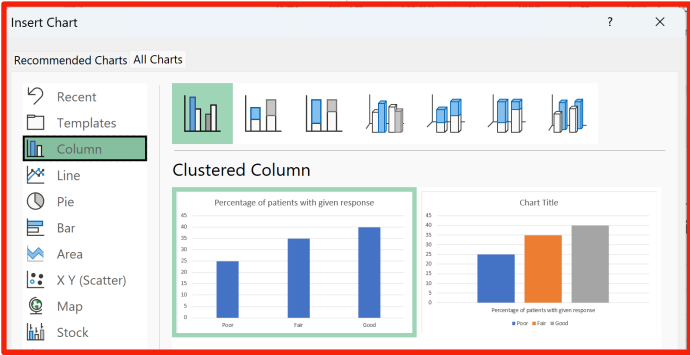 Insert Chart ? ×
Recommended Charts All Charts
Recent
Templates
Column
Line
Pie
Bar
Area
X Y (Scatter)
Map
Stock
Clustered Column
Percentage of patients with given response
45
40
35
30
25
20
15
10
5
0
Poor Fair Good
Chart Title
45
40
35
30
25
20
15
10
5
0
Percentage of patients with given response
Poor Fair Good